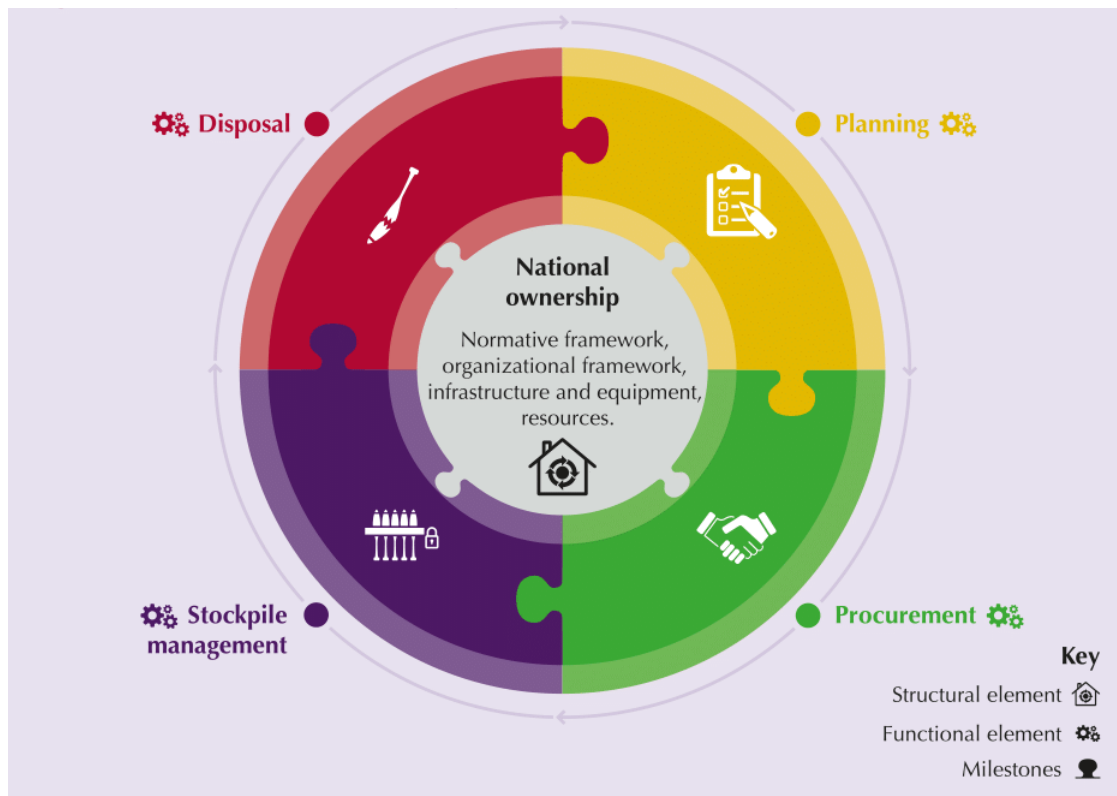 Disposal
Planning
National
ownership
Normative framework,
organizational framework,
infrastructure and equipment,
resources.
Stockpile
management
Procurement
Key
Structural element
Functional element
Milestones